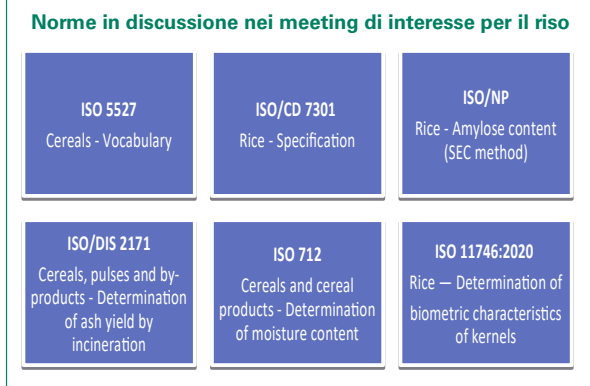 Norme in discussione nei meeting di interesse per il riso
ISO 5527
Cereals - Vocabulary
ISO/CD 7301
Rice - Specification
ISO/NP
Rice - Amylose content
(SEC method)
ISO/DIS 2171
Cereals, pulses and by-
products - Determination
of ash yield by
incineration
ISO 712
Cereals and cereal
products - Determination
of moisture content
ISO 11746:2020
Rice — Determination of
biometric characteristics
of kernels